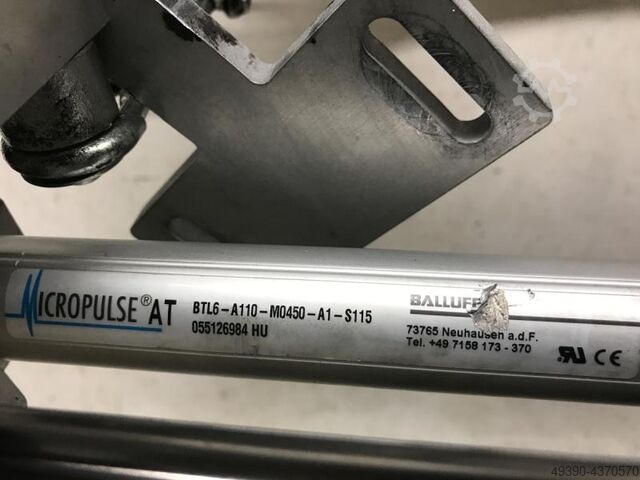 MICROPULSE® AT
BTL6-A110-M0450-A1-S115
055126984 HU
BALLUFF
73765 Neuhausen a.d.F.
Tel. +49 7158 173 - 370
CE
49390-4370570